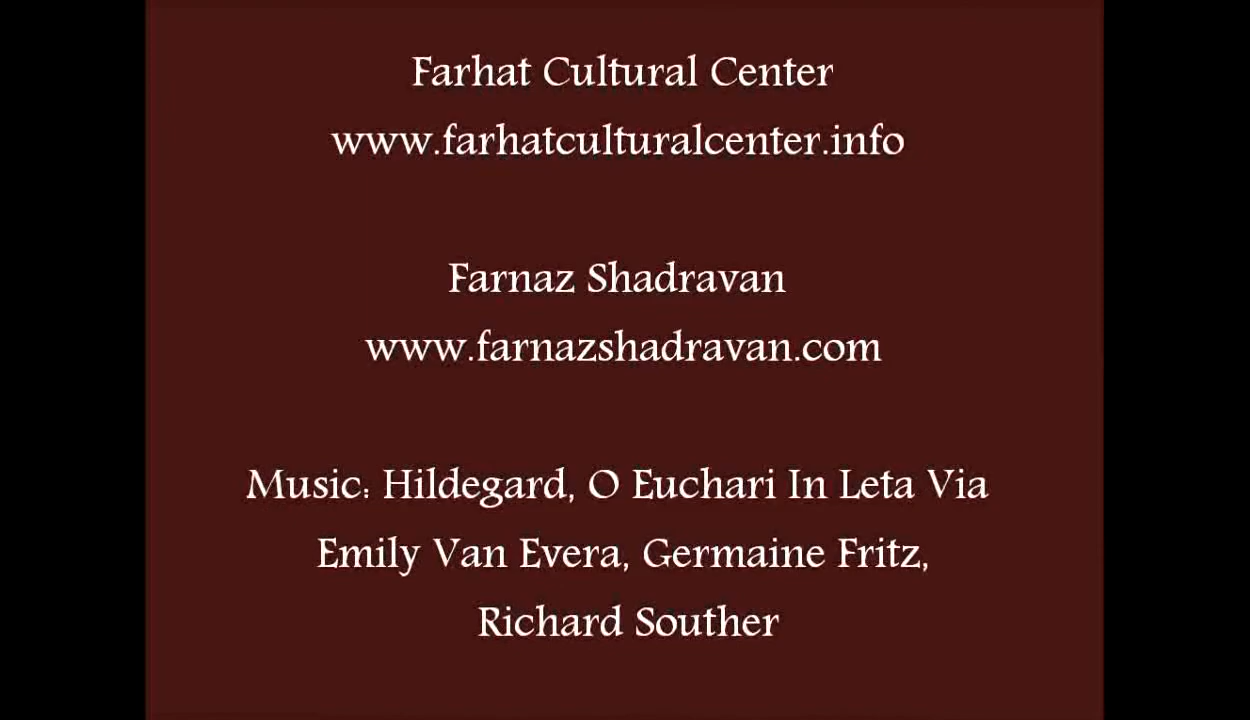 Farhat Cultural Center
www.farhatculturalcenter.info
Farnaz Shadravan
www.farnazshadravan.com
Music: Hildegard, O Euchari In Leta Via
Emily Van Evera, Germaine Fritz,
Richard Souther